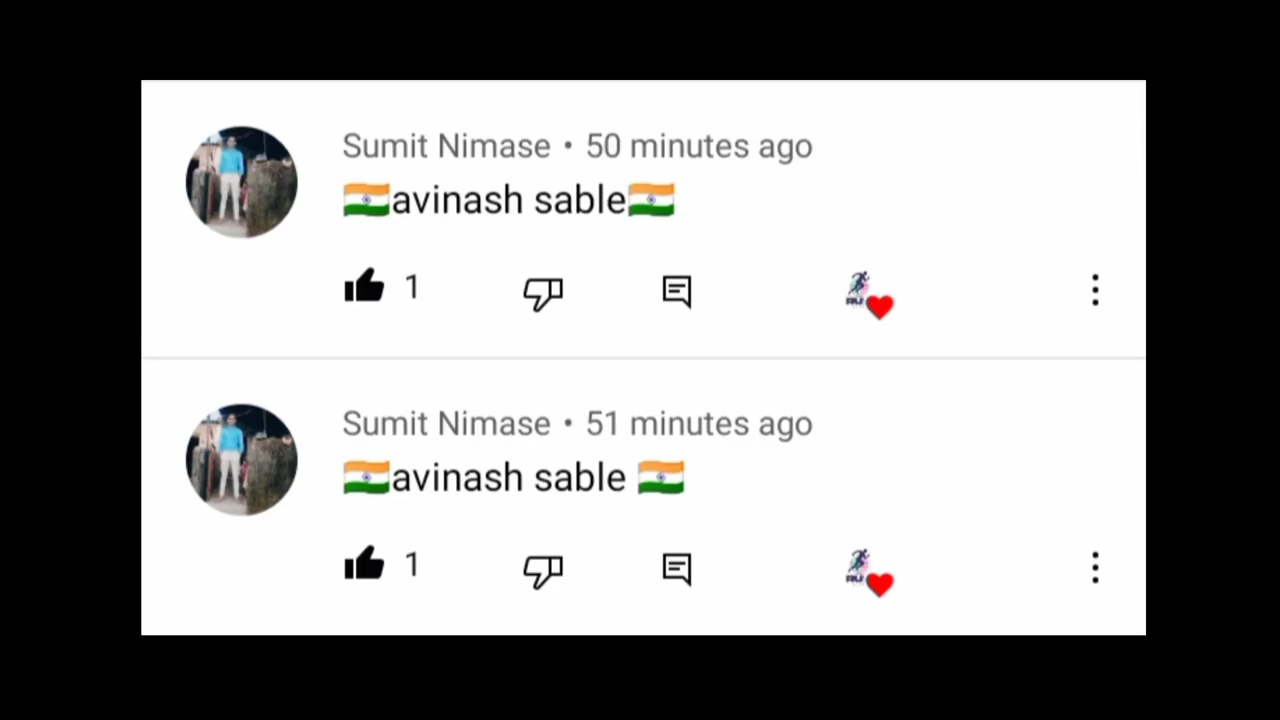 Sumit Nimase • 50 minutes ago
🇮🇳avinash sable🇮🇳
1
Sumit Nimase • 51 minutes ago
🇮🇳avinash sable 🇮🇳
1